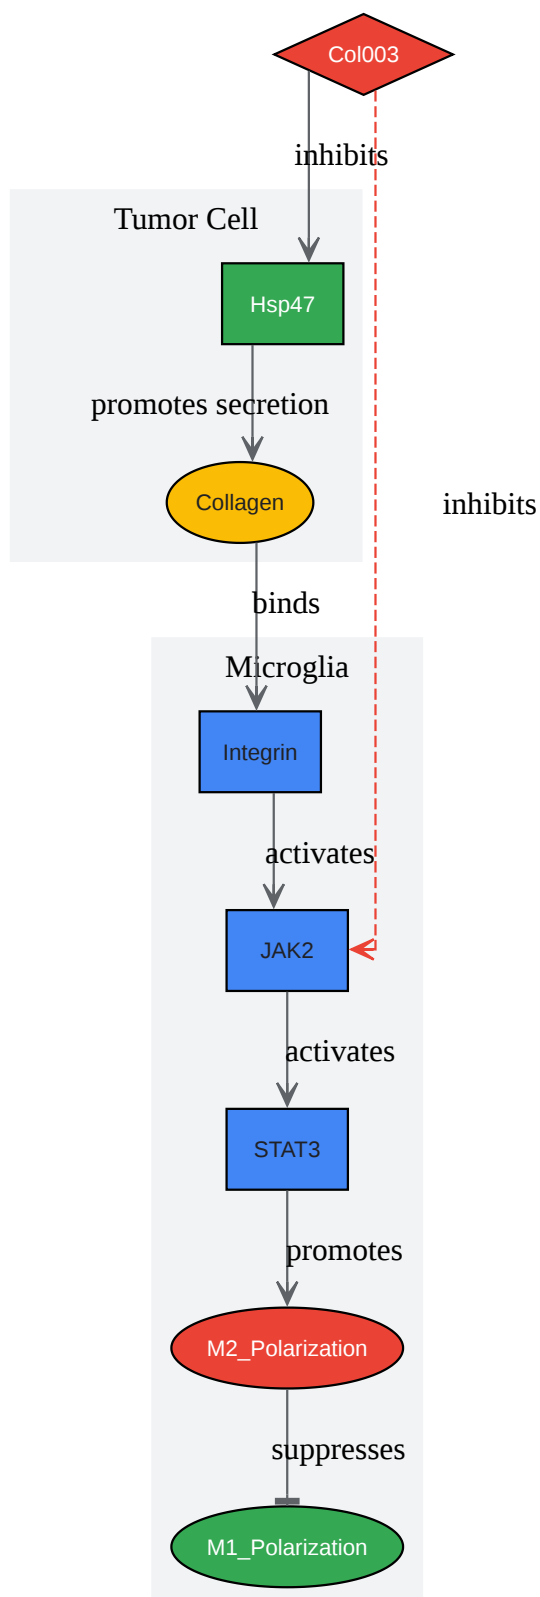 Col003
inhibits
Tumor Cell
Hsp47
promotes secretion
Collagen
inhibits
binds
Microglia
Integrin
activates
JAK2
activates
STAT3
promotes
M2_Polarization
suppresses
M1_Polarization